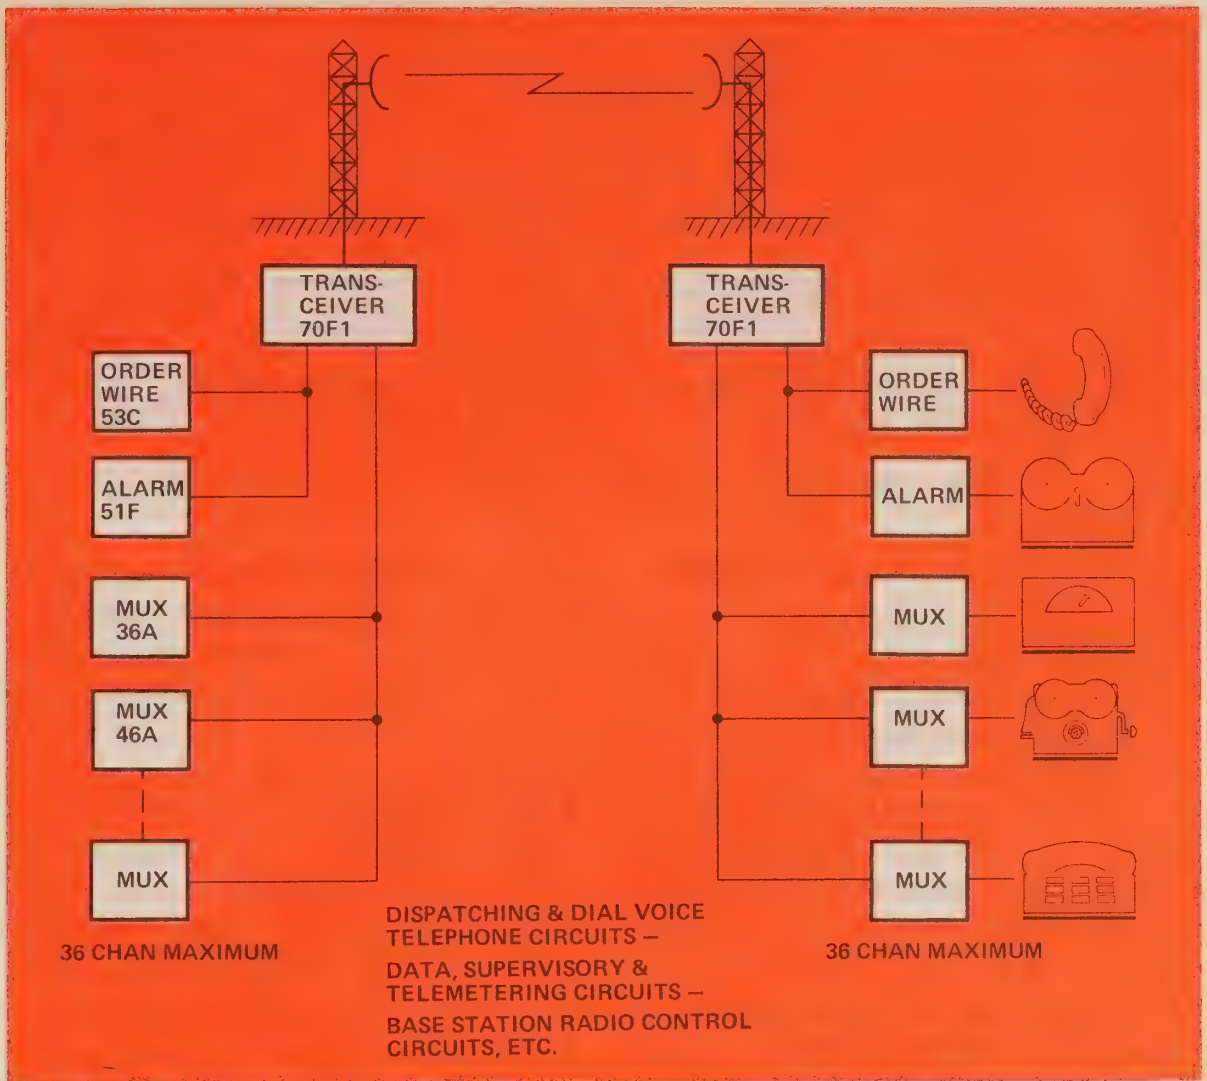 TRANS-
CEIVER
70F1
TRANS-
CEIVER
70F1
ORDER
WIRE
53C
ALARM
51F
MUX
36A
MUX
46A
MUX
36 CHAN MAXIMUM
ORDER
WIRE
ALARM
MUX
MUX
MUX
36 CHAN MAXIMUM
DISPATCHING & DIAL VOICE
TELEPHONE CIRCUITS –
DATA, SUPERVISORY &
TELEMETERING CIRCUITS –
BASE STATION RADIO CONTROL
CIRCUITS, ETC.